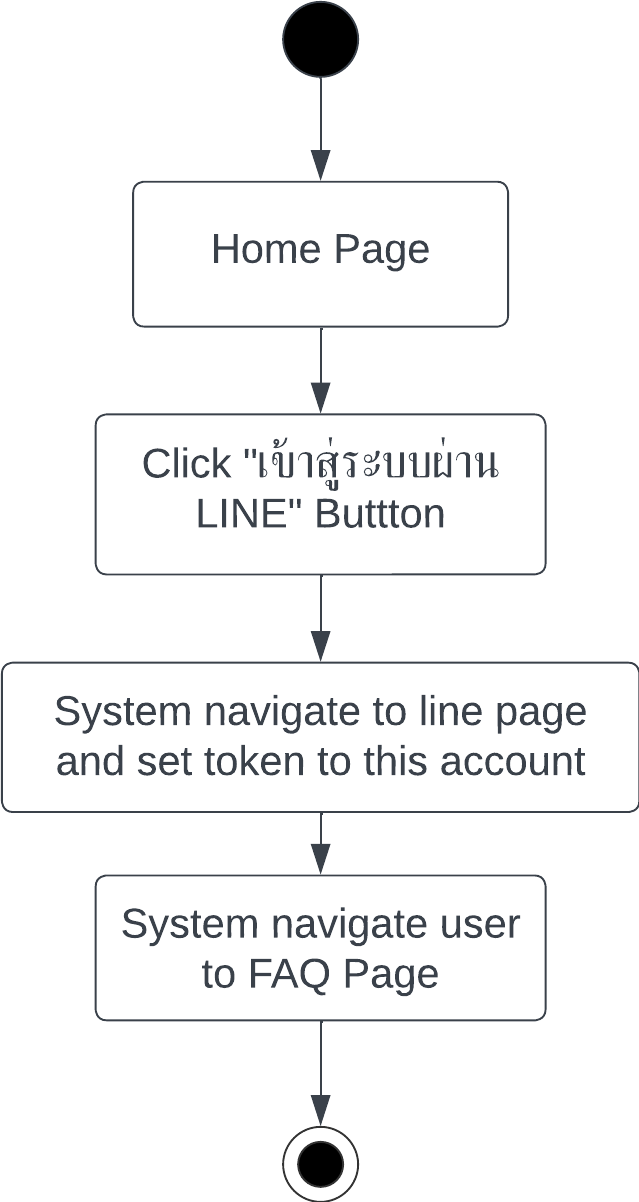 Home Page
Click "เข้าสู่ระบบผ่าน
LINE" Buttton
System navigate to line page
and set token to this account
System navigate user
to FAQ Page